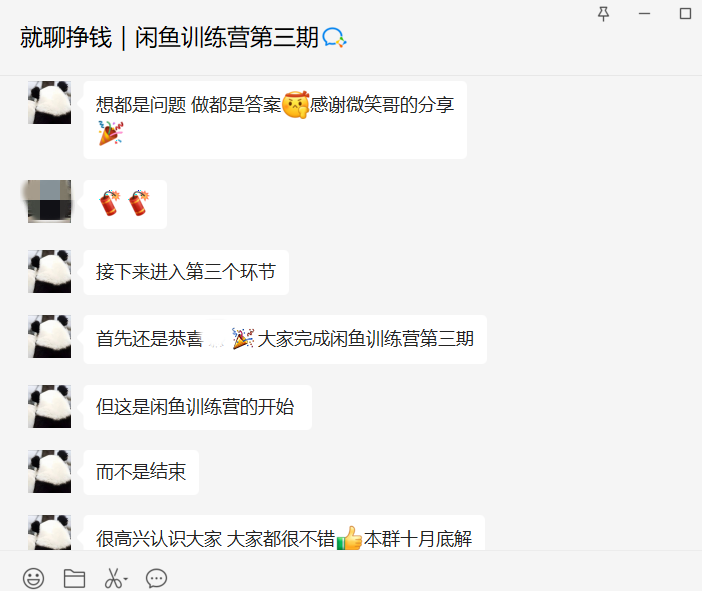 就聊挣钱｜闲鱼训练营第三期
想都是问题 做都是答案感谢微笑哥的分享
接下来进入第三个环节
首先还是恭喜 大家完成闲鱼训练营第三期
但这是闲鱼训练营的开始
而不是结束
很高兴认识大家 大家都很不错本群十月底解